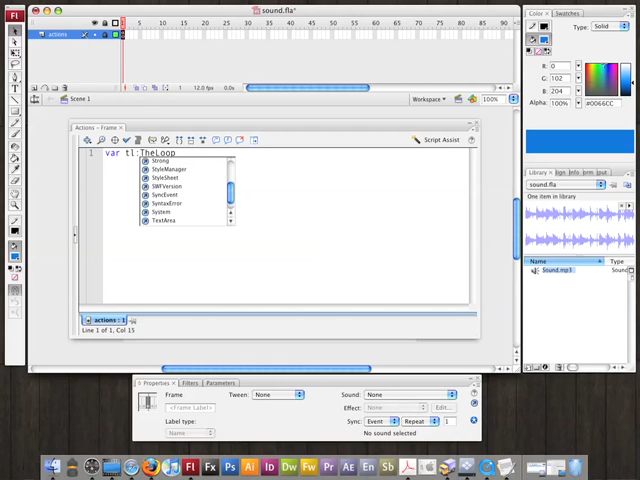 sound.fla*
actions
5 10 15 20 25 30 35 40 45 50 55 60 65 70 75 80 85 90
1 12.0 fps 0.0s
Scene 1
Workspace
100%
Actions - Frame
Script Assist
1 var tl:TheLoop
Strong
StyleManager
StyleSheet
SWFVersion
SyncEvent
SyntaxError
System
TextArea
actions : 1
Line 1 of 1, Col 15
Properties
Filters
Parameters
Frame
<Frame Label>
Label type:
Name
Tween: None
Sound: None
Effect: None
Edit...
Sync: Event
Repeat
1
No sound selected
Color
Swatches
Type: Solid
R: 0
G: 102
B: 204
Alpha: 100%
#0066CC
Library
sound.fla
One item in library
Name
Type
Sound.mp3
Sound
Fl
Fl Fx Ps Ai Id Dw Fw Pr Ae En Sb